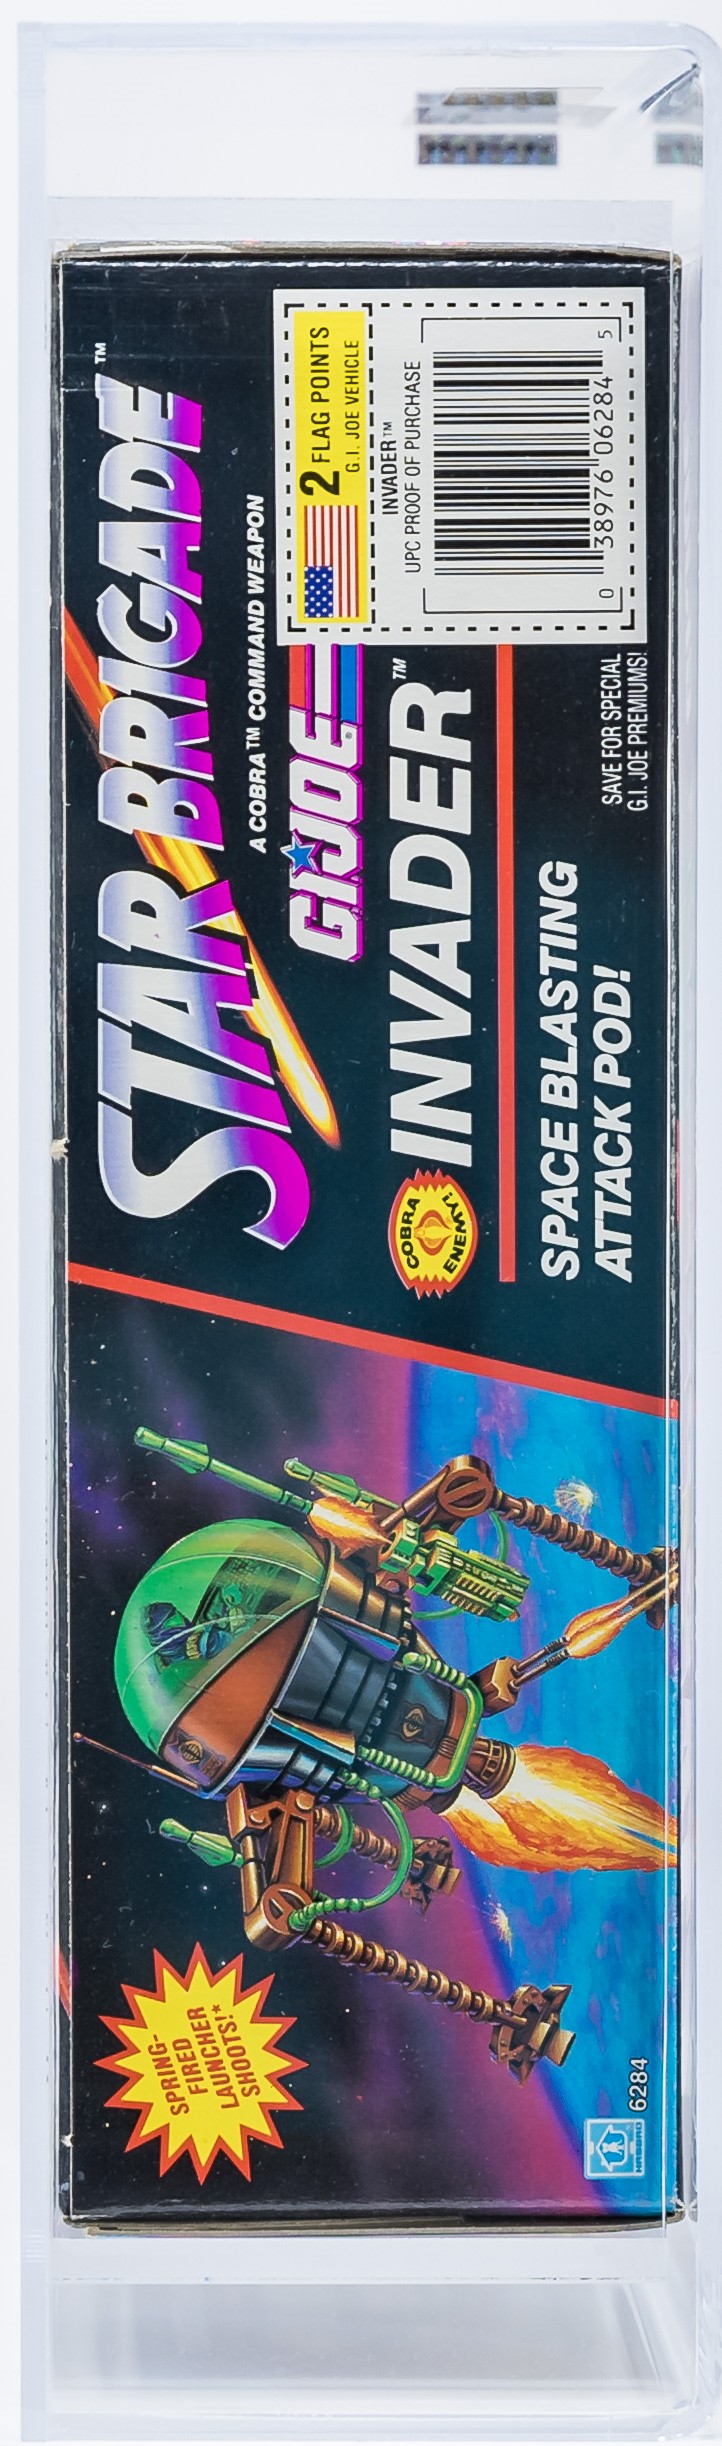 SPRING-
FIRED
LAUNCHER
SHOOTS!*
HASBRO
6284
STAR BRIGADE™
A COBRA™ COMMAND WEAPON
G.I. JOE®
COBRA
ENEMY!
INVADER™
SPACE BLASTING
ATTACK POD!
2 FLAG POINTS
G.I. JOE VEHICLE
INVADER™
UPC PROOF OF PURCHASE
0 38976 06284 5
SAVE FOR SPECIAL
G.I. JOE PREMIUMS!